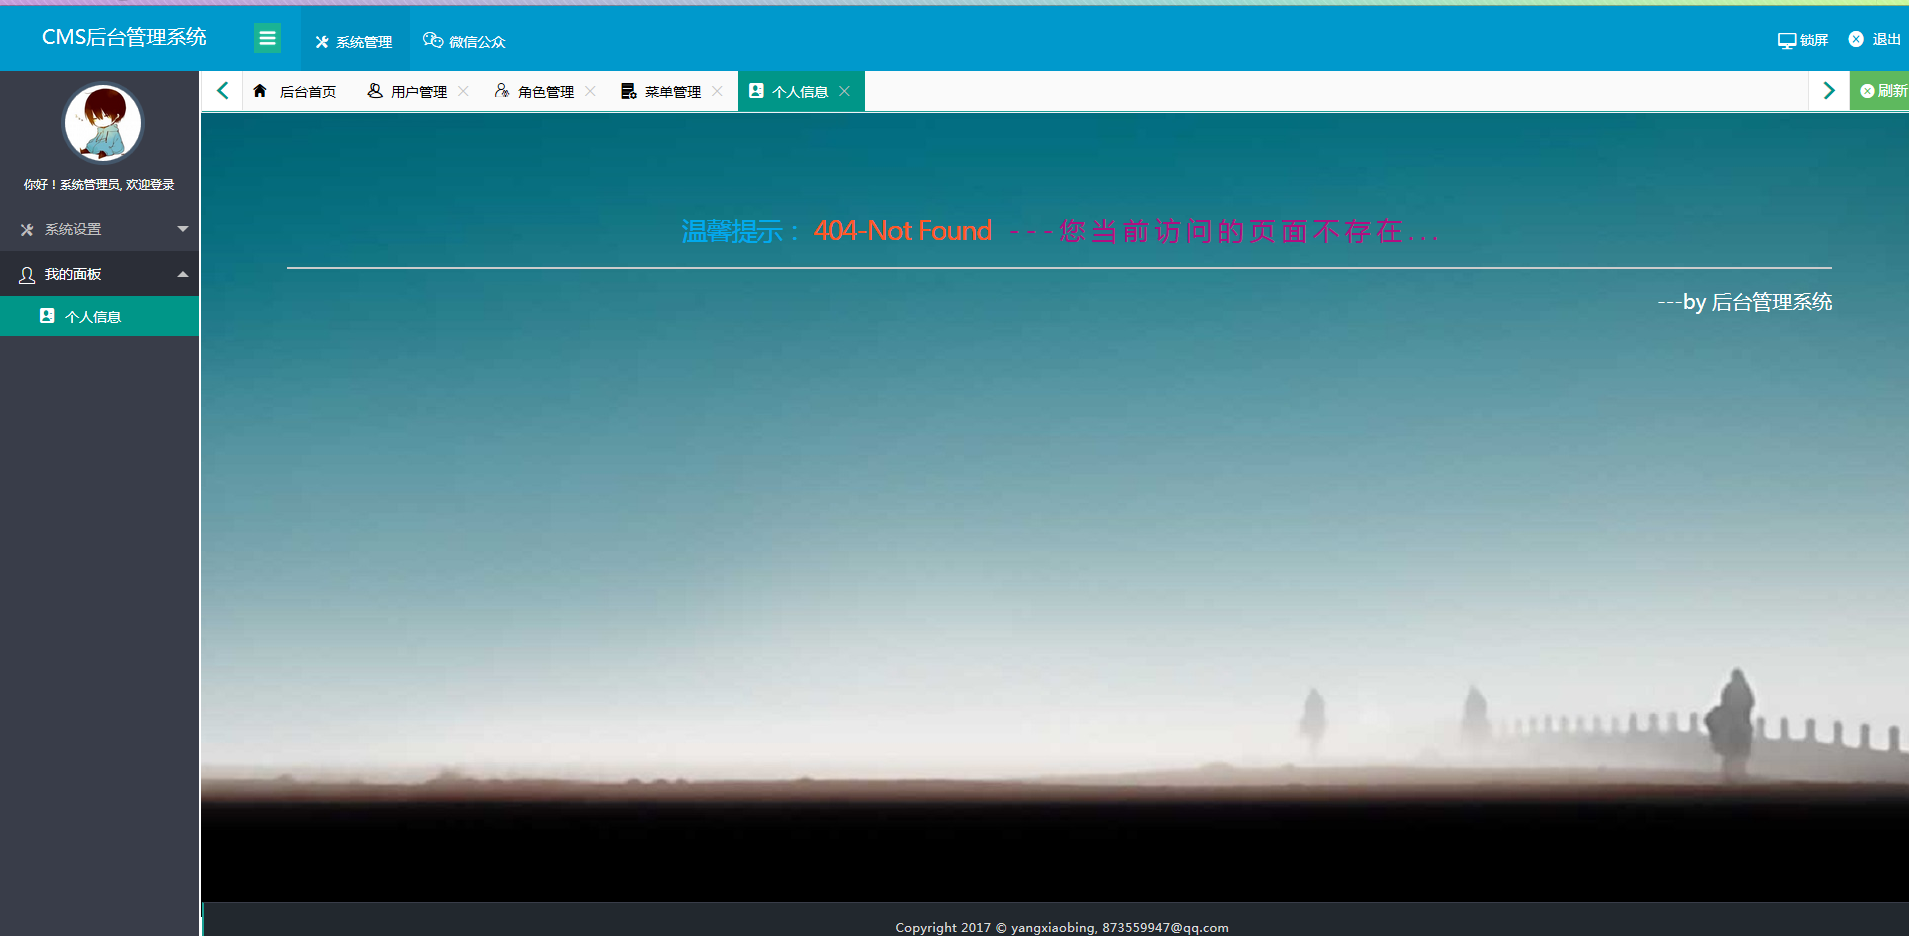 CMS后台管理系统
系统管理
微信公众
锁屏
退出
后台首页
用户管理
角色管理
菜单管理
个人信息
刷新
你好！系统管理员, 欢迎登录
系统设置
我的面板
个人信息
温馨提示： 404-Not Found ---您当前访问的页面不存在...
---by 后台管理系统
Copyright 2017 © yangxiaobing, 873559947@qq.com